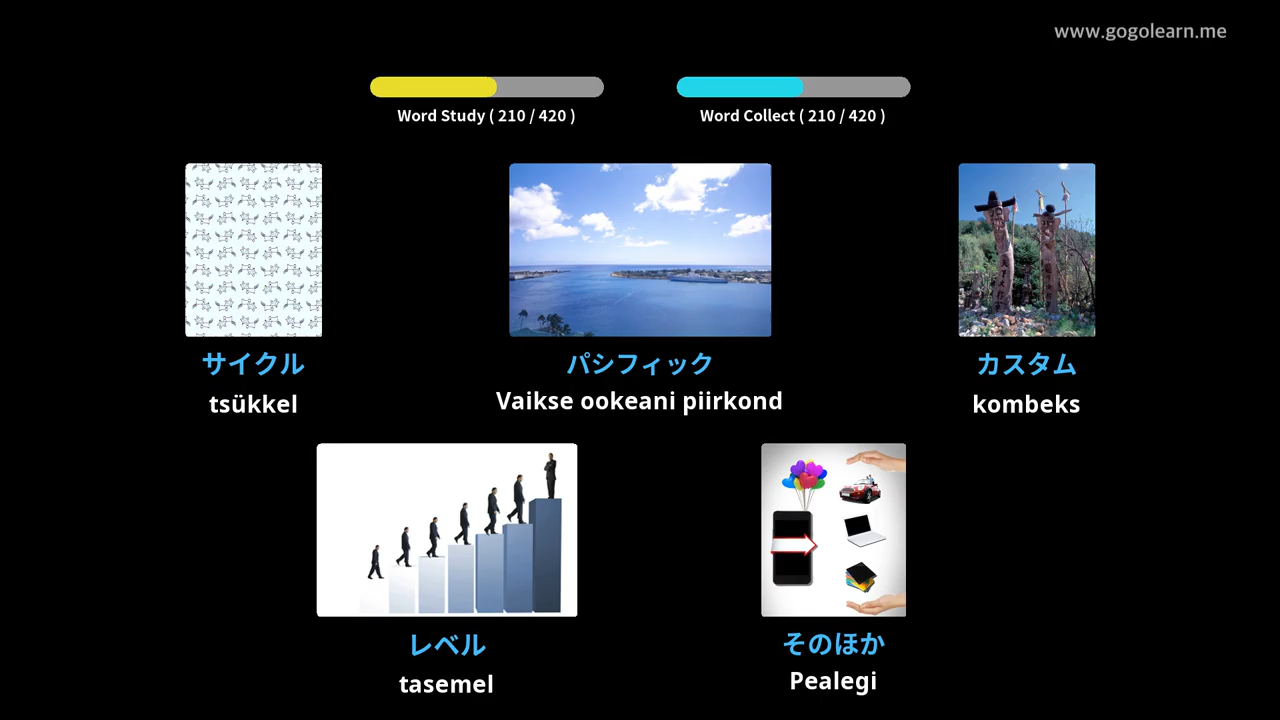 www.gogolearn.me
Word Study ( 210 / 420 )
Word Collect ( 210 / 420 )
サイクル
tsükkel
パシフィック
Vaikse ookeani piirkond
カスタム
kombeks
レベル
tasemel
そのほか
Pealegi